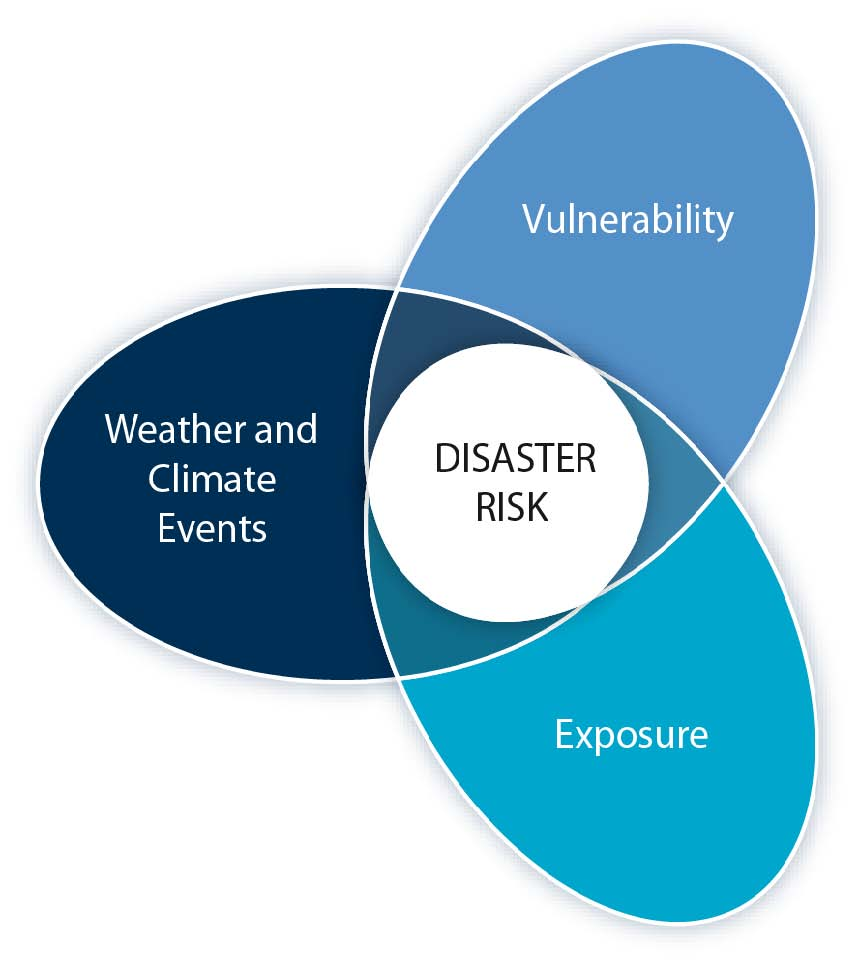 Vulnerability
Weather and
Climate
Events
DISASTER
RISK
Exposure